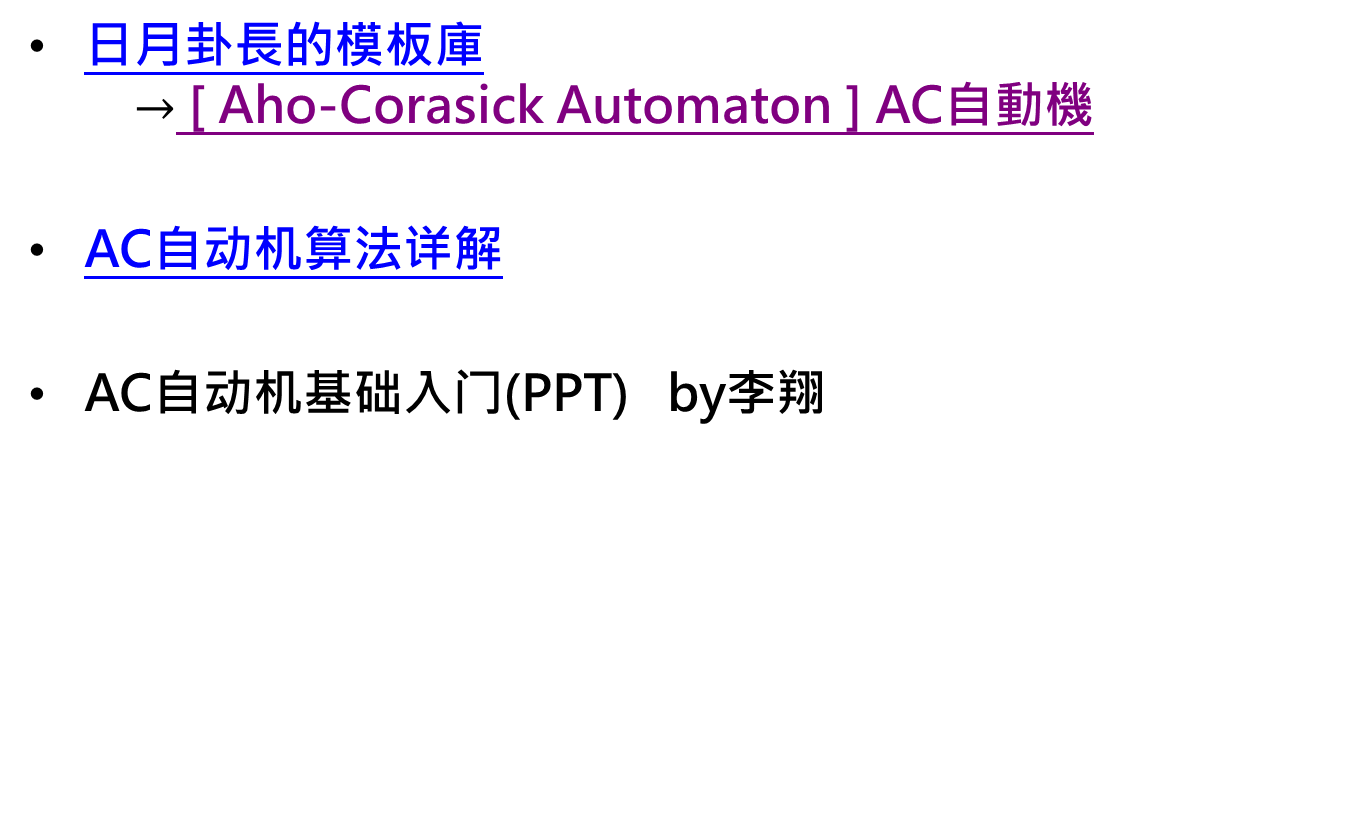 • 日月卦長的模板庫
→ [ Aho-Corasick Automaton ] AC自動機
• AC自动机算法详解
• AC自动机基础入门(PPT) by李翔